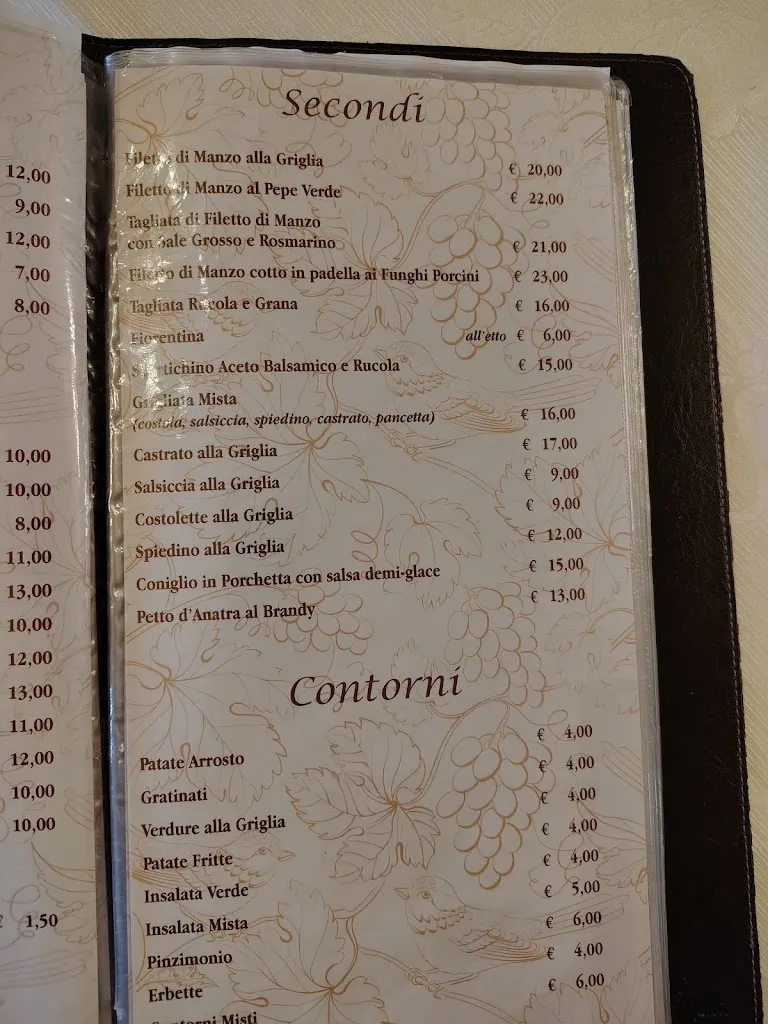 12,00
9,00
12,00
7,00
8,00
10,00
10,00
8,00
11,00
13,00
10,00
12,00
13,00
11,00
12,00
10,00
10,00
€ 1,50
Secondi
Filetto di Manzo alla Griglia € 20,00
Filetto di Manzo al Pepe Verde € 22,00
Tagliata di Filetto di Manzo
con Sale Grosso e Rosmarino € 21,00
Filetto di Manzo cotto in padella ai Funghi Porcini € 23,00
Tagliata Rucola e Grana € 16,00
Fiorentina all'etto € 6,00
Aceto Balsamico e Rucola € 15,00
Grigliata Mista
(costola, salsiccia, spiedino, castrato, pancetta) € 16,00
Castrato alla Griglia € 17,00
Salsiccia alla Griglia € 9,00
Costolette alla Griglia € 9,00
Spiedino alla Griglia € 12,00
Coniglio in Porchetta con salsa demi-glace € 15,00
Petto d'Anatra al Brandy € 13,00
Contorni
Patate Arrosto € 4,00
Gratinati € 4,00
Verdure alla Griglia € 4,00
Patate Fritte € 4,00
Insalata Verde € 4,00
Insalata Mista € 5,00
Pinzimonio € 6,00
Erbette € 4,00
Contorni Misti € 6,00